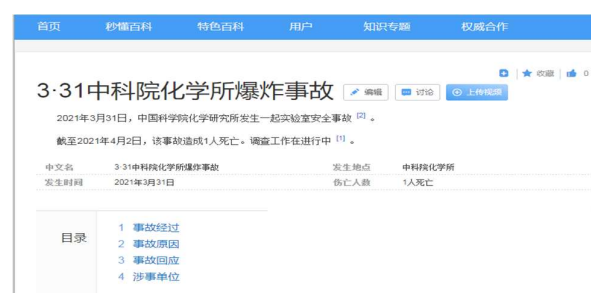 首页 秒懂百科 特色百科 用户 知识专题 权威合作
收藏 0
3·31中科院化学所爆炸事故 编辑 讨论 上传视频
2021年3月31日，中国科学院化学研究所发生一起实验室安全事故 [2] 。
截至2021年4月2日，该事故造成1人死亡。调查工作在进行中 [1] 。
中文名 3·31中科院化学所爆炸事故 发生地点 中科院化学所
发生时间 2021年3月31日 伤亡人数 1人死亡
目录
1 事故经过
2 事故原因
3 事故回应
4 涉事单位